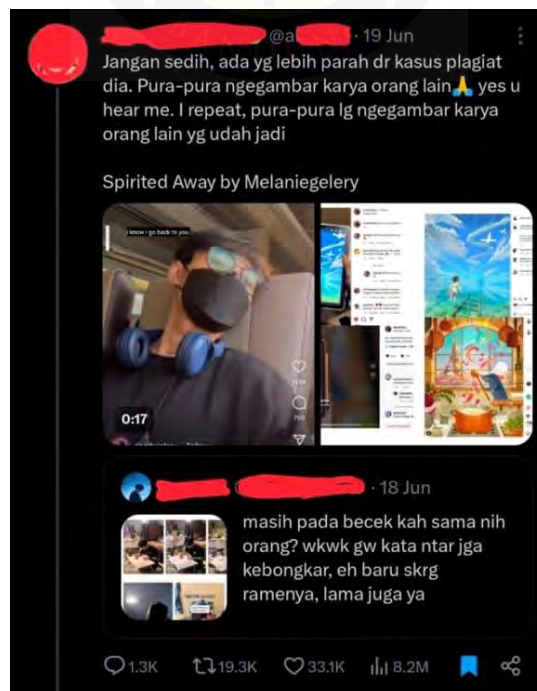 @a · 19 Jun
Jangan sedih, ada yg lebih parah dr kasus plagiat
dia. Pura-pura ngegambar karya orang lain🙏 yes u
hear me. I repeat, pura-pura lg ngegambar karya
orang lain yg udah jadi
Spirited Away by Melaniegelery
I know i go back to you
0:17
· 18 Jun
masih pada becek kah sama nih
orang? wkwk gw kata ntar jga
kebongkar, eh baru skrg
ramenya, lama juga ya
1.3K 19.3K 33.1K 8.2M